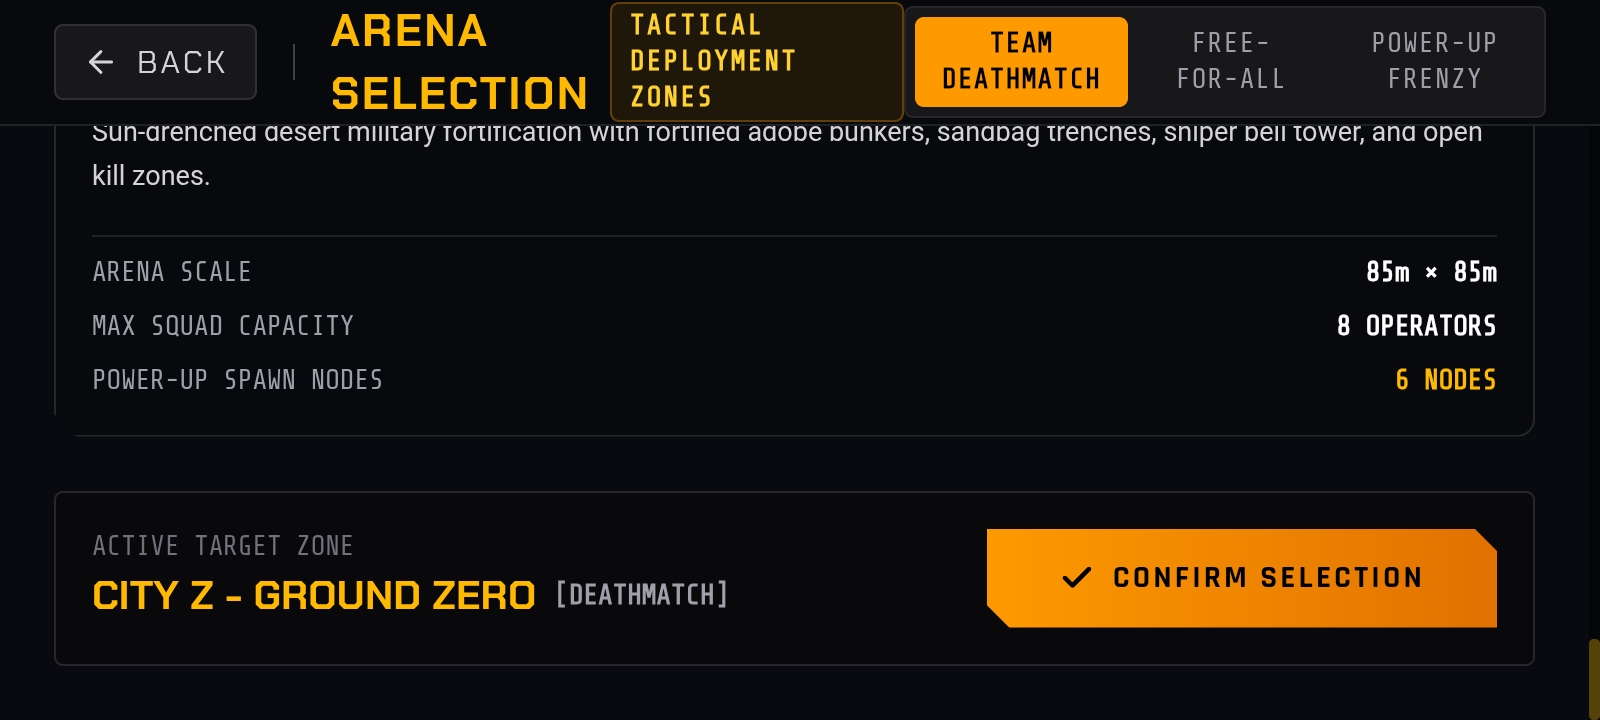 BACK
ARENA
SELECTION
TACTICAL
DEPLOYMENT
ZONES
TEAM
DEATHMATCH
FREE-
FOR-ALL
POWER-UP
FRENZY
Sun-drenched desert military fortification with fortified adobe bunkers, sandbag trenches, sniper bell tower, and open
kill zones.
ARENA SCALE 85m × 85m
MAX SQUAD CAPACITY 8 OPERATORS
POWER-UP SPAWN NODES 6 NODES
ACTIVE TARGET ZONE
CITY Z - GROUND ZERO [DEATHMATCH]
CONFIRM SELECTION